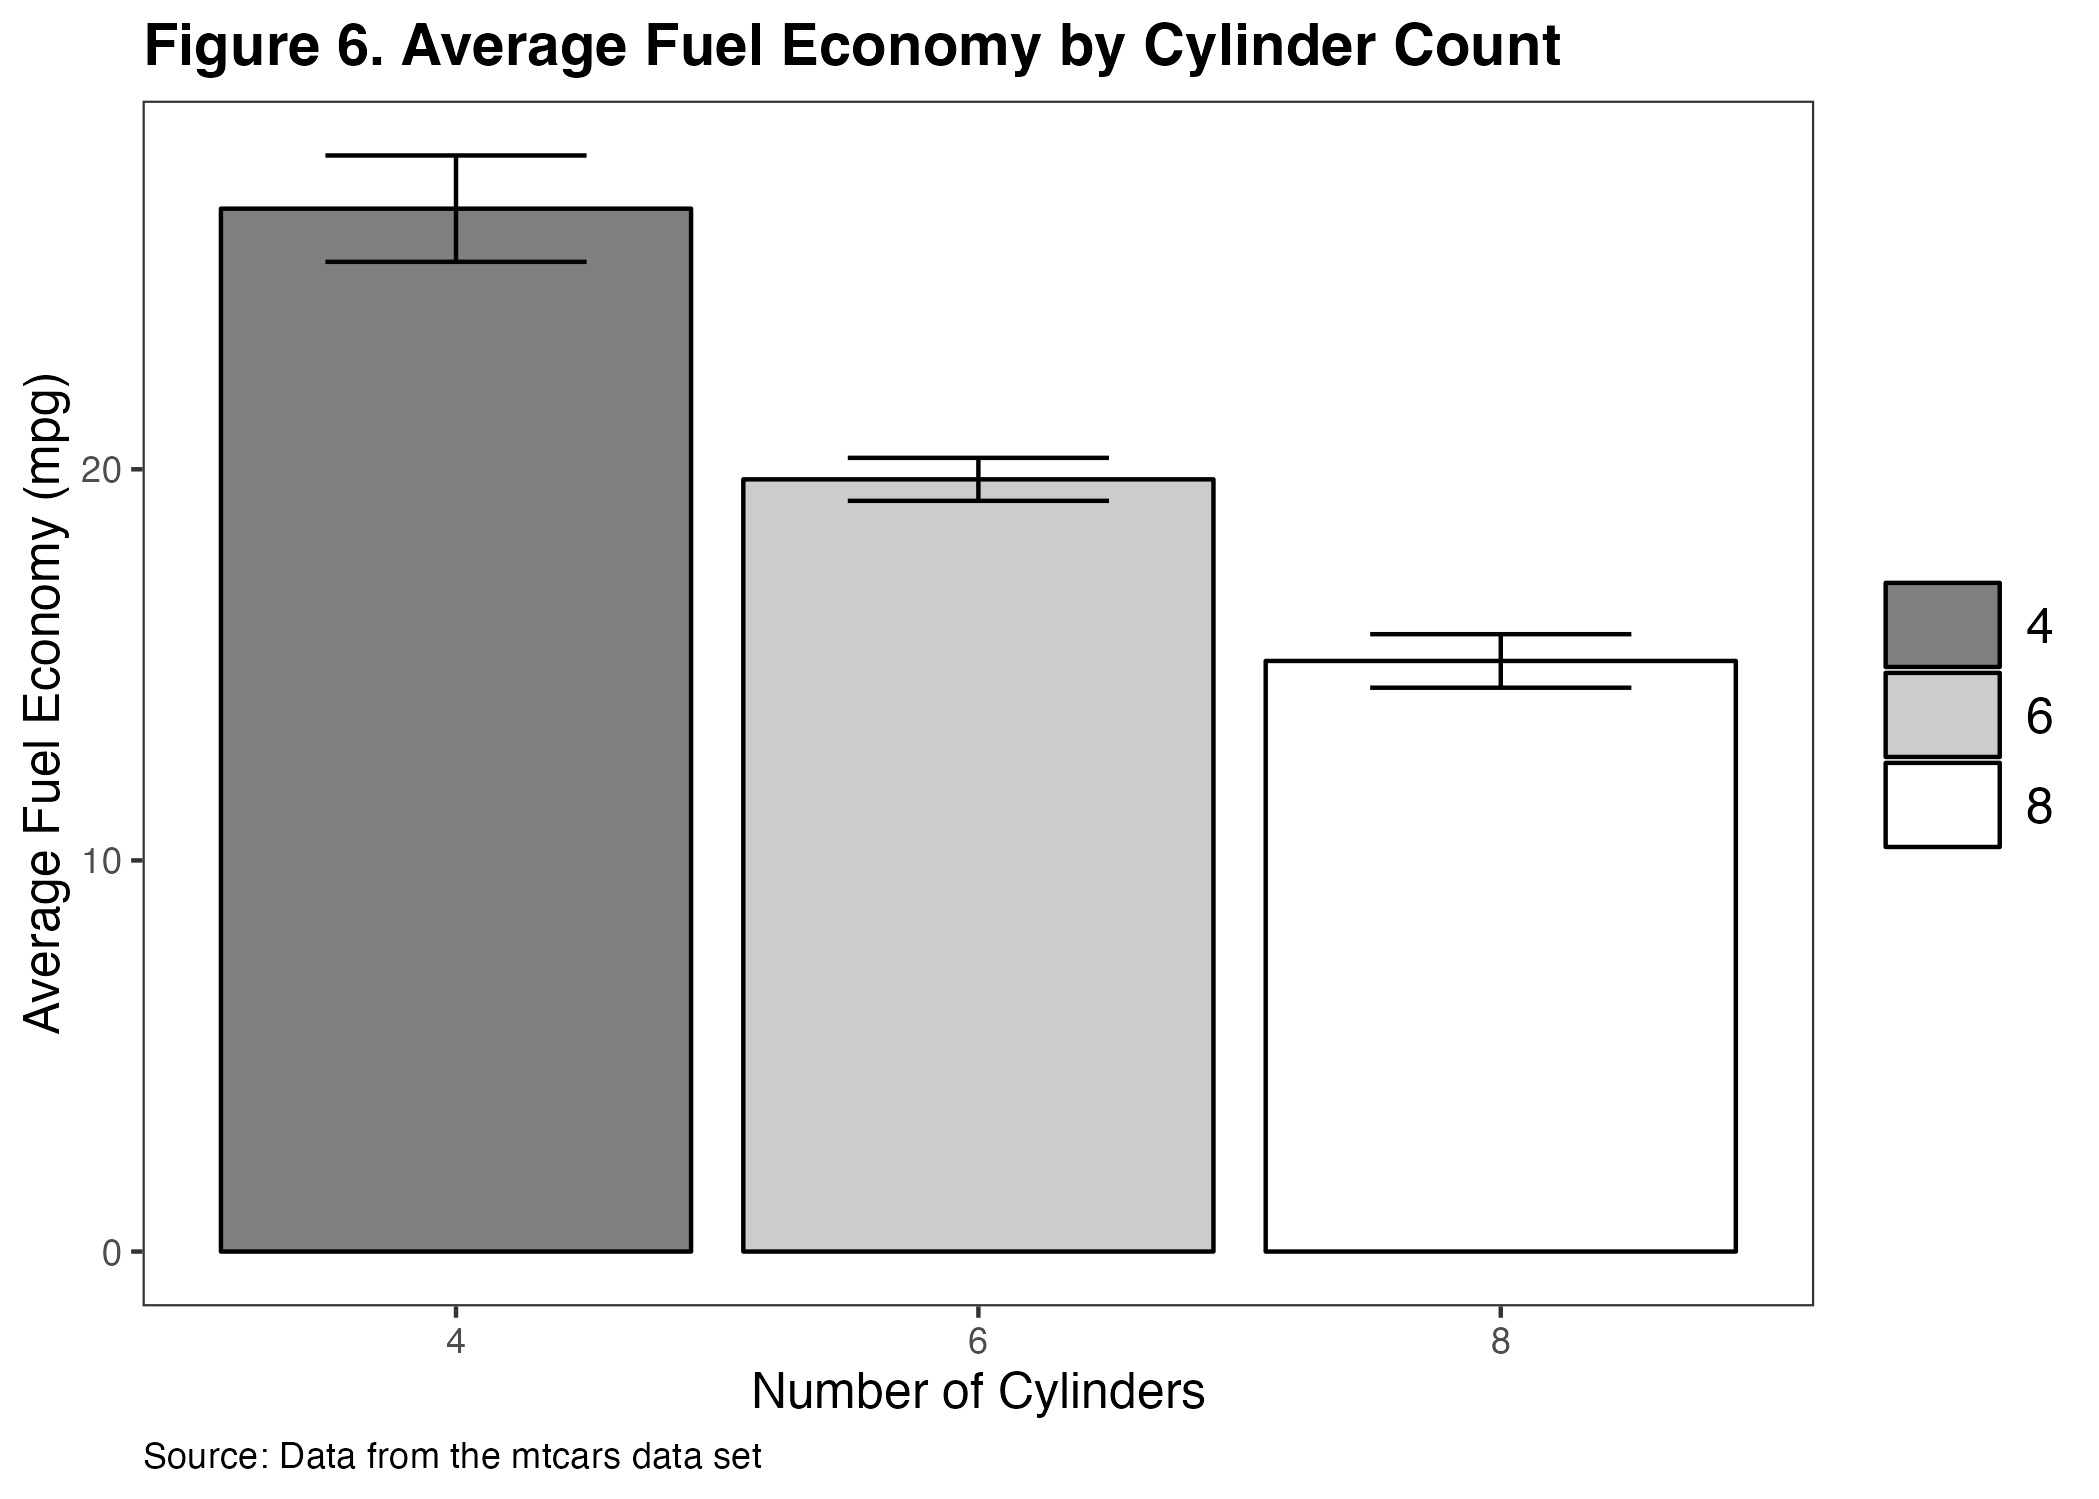 Figure 6. Average Fuel Economy by Cylinder Count
Average Fuel Economy (mpg)
20
10
0
4
6
8
Number of Cylinders
4
6
8
Source: Data from the mtcars data set